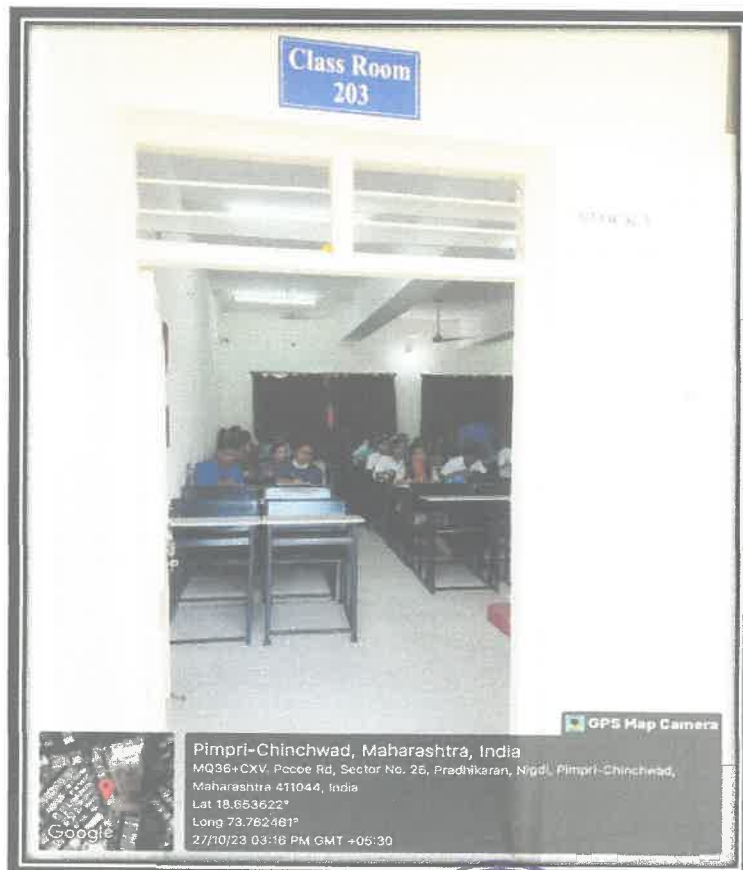 Class Room
203
GPS Map Camera
Pimpri-Chinchwad, Maharashtra, India
MQ36+CXV, Pccoe Rd, Sector No. 26, Pradhikaran, Nigdi, Pimpri-Chinchwad,
Maharashtra 411044, India
Lat 18.653622°
Long 73.762461°
27/10/23 03:16 PM GMT +05:30
Google